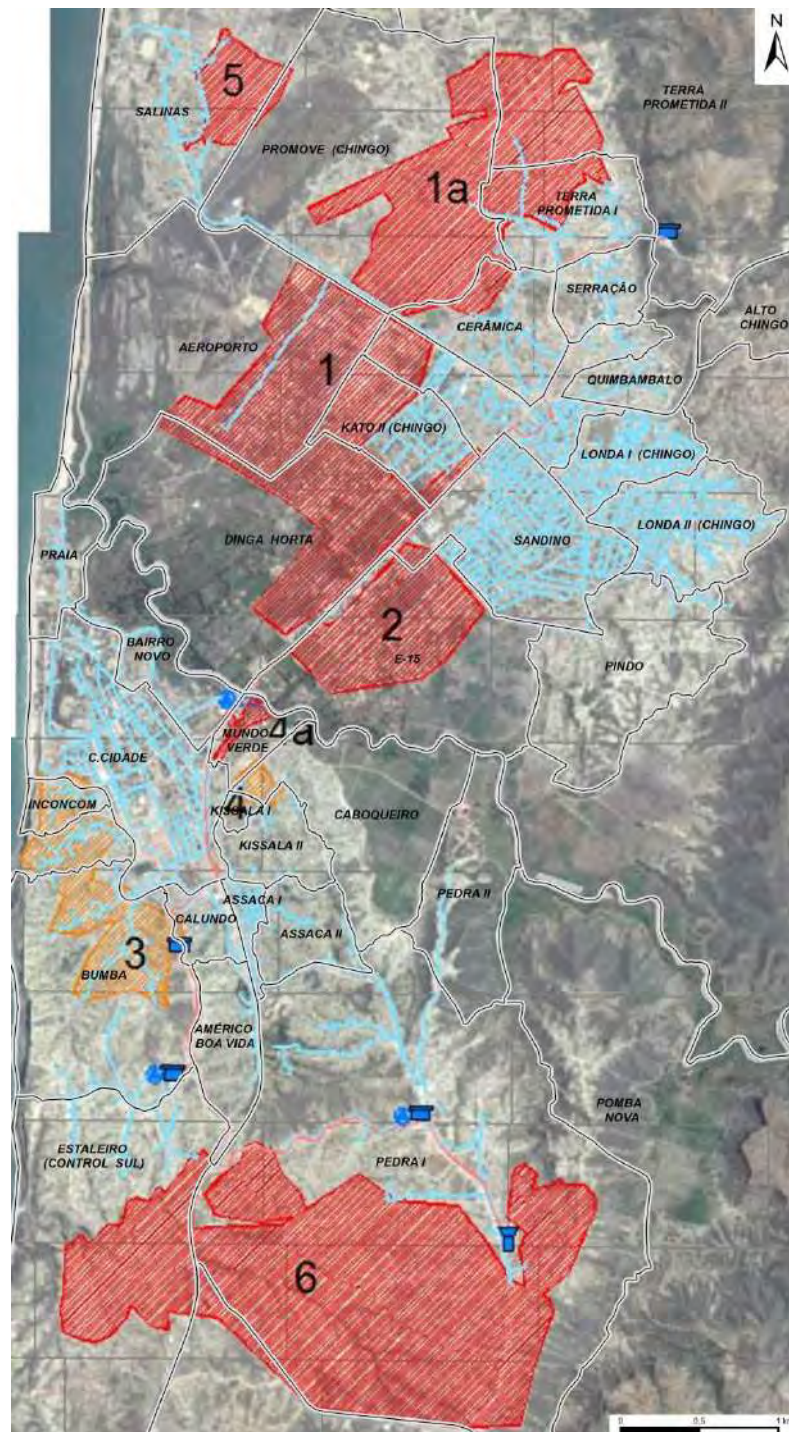 N
5
TERRA
PROMETIDA II
SALINAS
PROMOVE (CHINGO)
1a
TERRA
PROMETIDA I
SERRAÇÃO
ALTO
CHINGO
CERÂMICA
AEROPORTO
1
QUIMBAMBALO
KATO II (CHINGO)
LONDA I (CHINGO)
LONDA II (CHINGO)
DINGA HORTA
SANDINO
PRAIA
2
E-15
BAIRRO
NOVO
PINDO
4a
MUNDO
VERDE
C.CIDADE
INCONCOM
4
KISSALA I
CABOQUEIRO
KISSALA II
PEDRA II
ASSACA I
CALUNDO
ASSACA II
3
BUMBA
AMÉRICO
BOA VIDA
POMBA
NOVA
ESTALEIRO
(CONTROL SUL)
PEDRA I
6
0 0,5 1 km